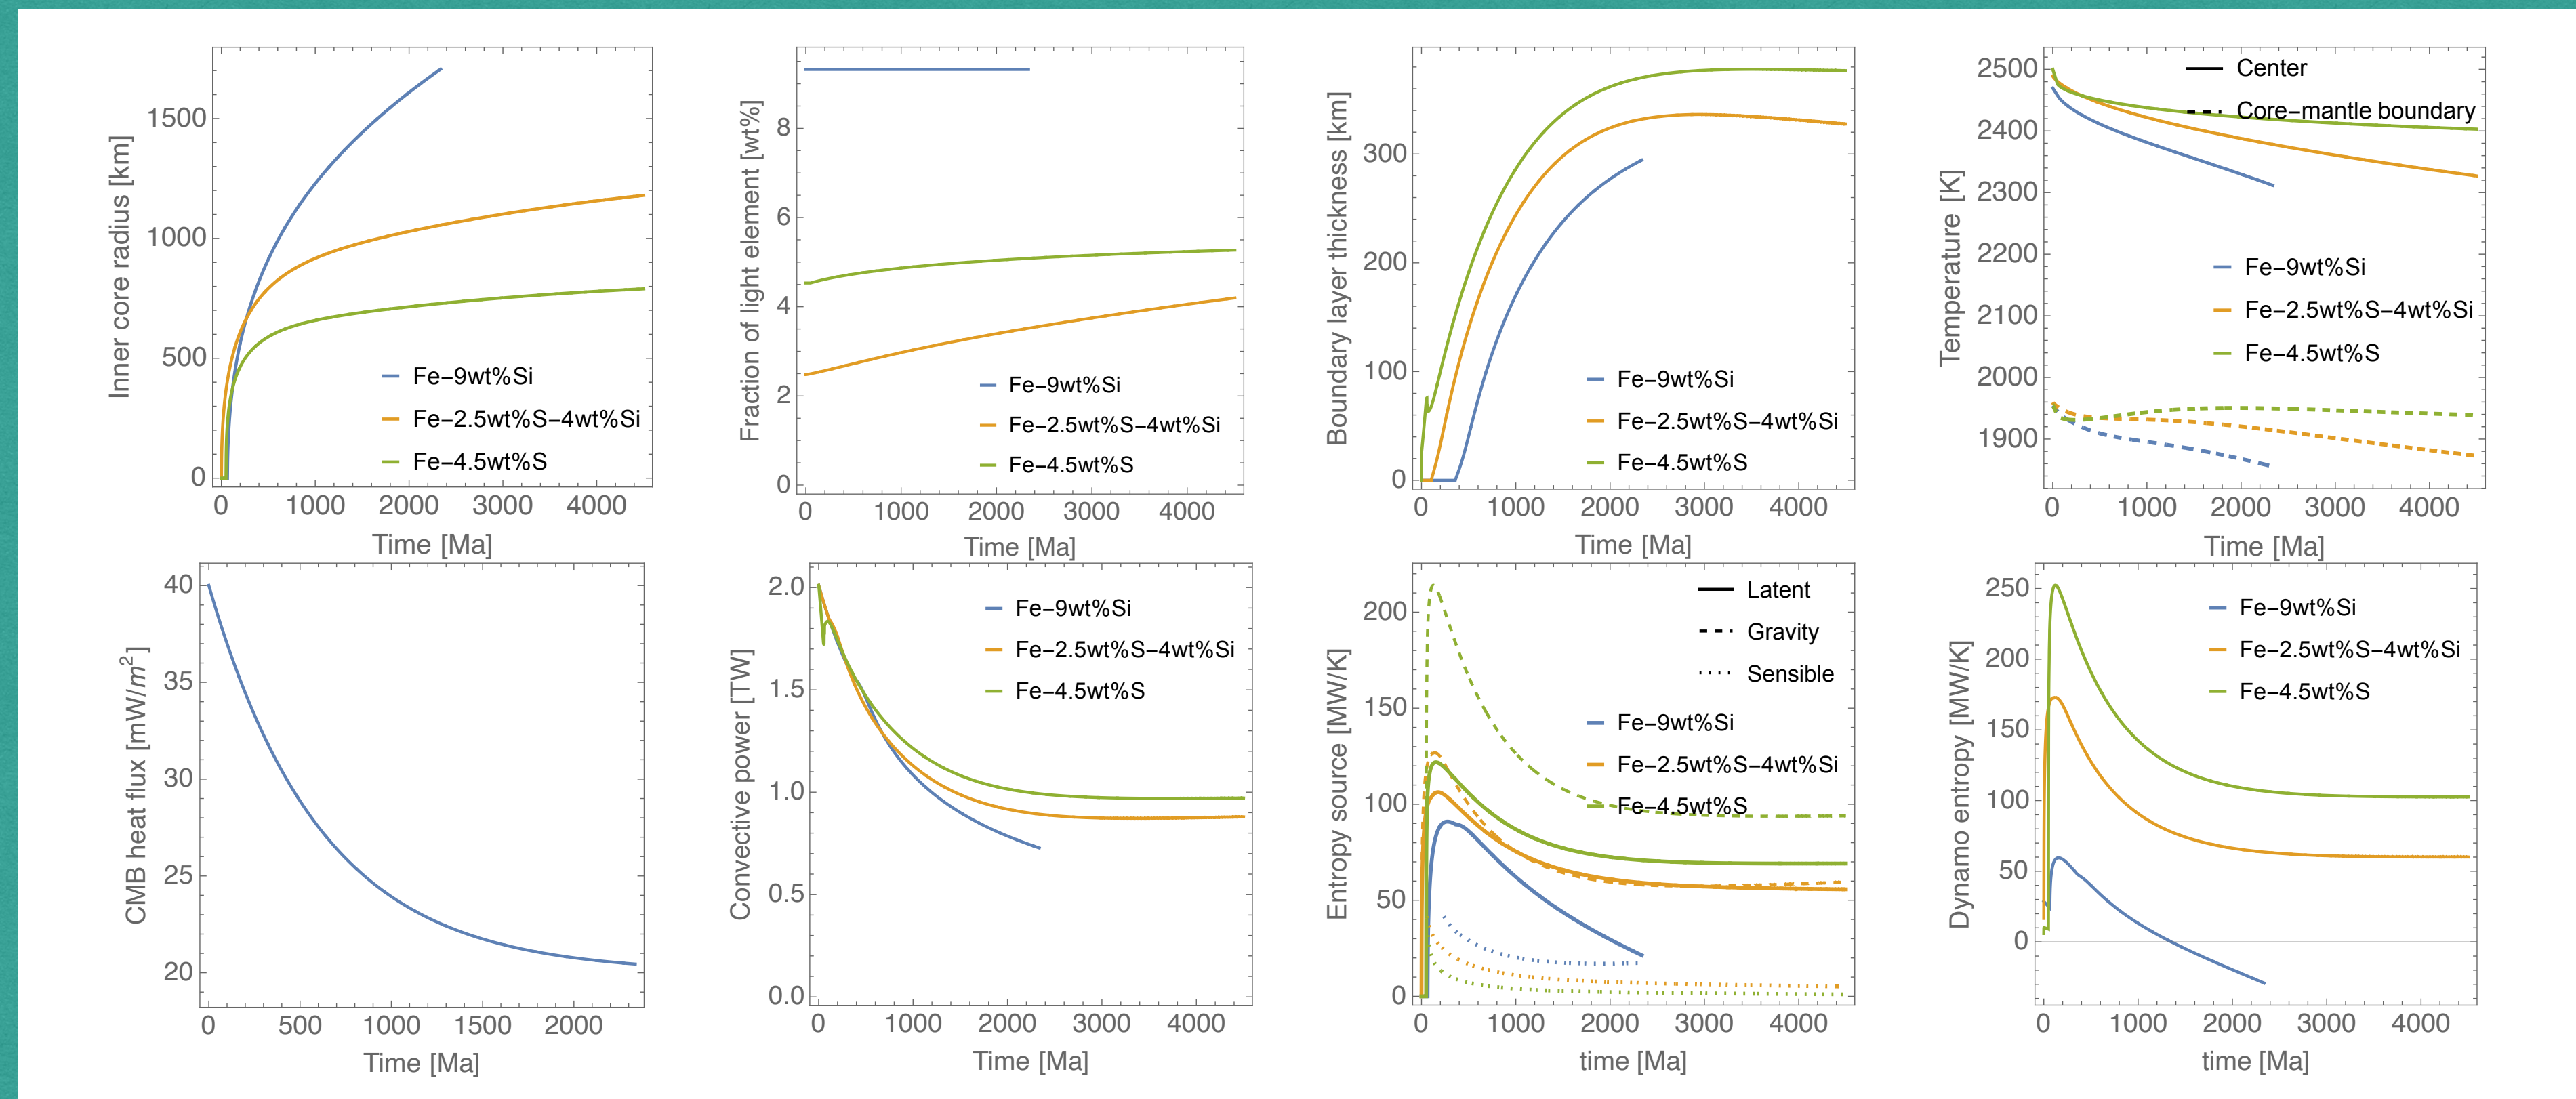 Inner core radius [km]
1500
1000
500
0
Fe−9wt%Si
Fe−2.5wt%S−4wt%Si
Fe−4.5wt%S
0 1000 2000 3000 4000
Time [Ma]
Fraction of light element [wt%]
8
6
4
2
0
Fe−9wt%Si
Fe−2.5wt%S−4wt%Si
Fe−4.5wt%S
0 1000 2000 3000 4000
Time [Ma]
Boundary layer thickness [km]
300
200
100
0
Fe−9wt%Si
Fe−2.5wt%S−4wt%Si
Fe−4.5wt%S
0 1000 2000 3000 4000
Time [Ma]
Temperature [K]
2500
2400
2300
2200
2100
2000
1900
Center
Core−mantle boundary
Fe−9wt%Si
Fe−2.5wt%S−4wt%Si
Fe−4.5wt%S
0 1000 2000 3000 4000
Time [Ma]
CMB heat flux [mW/m²]
40
35
30
25
20
0 500 1000 1500 2000
Time [Ma]
Convective power [TW]
2.0
1.5
1.0
0.5
0.0
Fe−9wt%Si
Fe−2.5wt%S−4wt%Si
Fe−4.5wt%S
0 1000 2000 3000 4000
Time [Ma]
Entropy source [MW/K]
200
150
100
50
0
Latent
Gravity
Sensible
Fe−9wt%Si
Fe−2.5wt%S−4wt%Si
Fe−4.5wt%S
0 1000 2000 3000 4000
time [Ma]
Dynamo entropy [MW/K]
250
200
150
100
50
0
Fe−9wt%Si
Fe−2.5wt%S−4wt%Si
Fe−4.5wt%S
0 1000 2000 3000 4000
time [Ma]